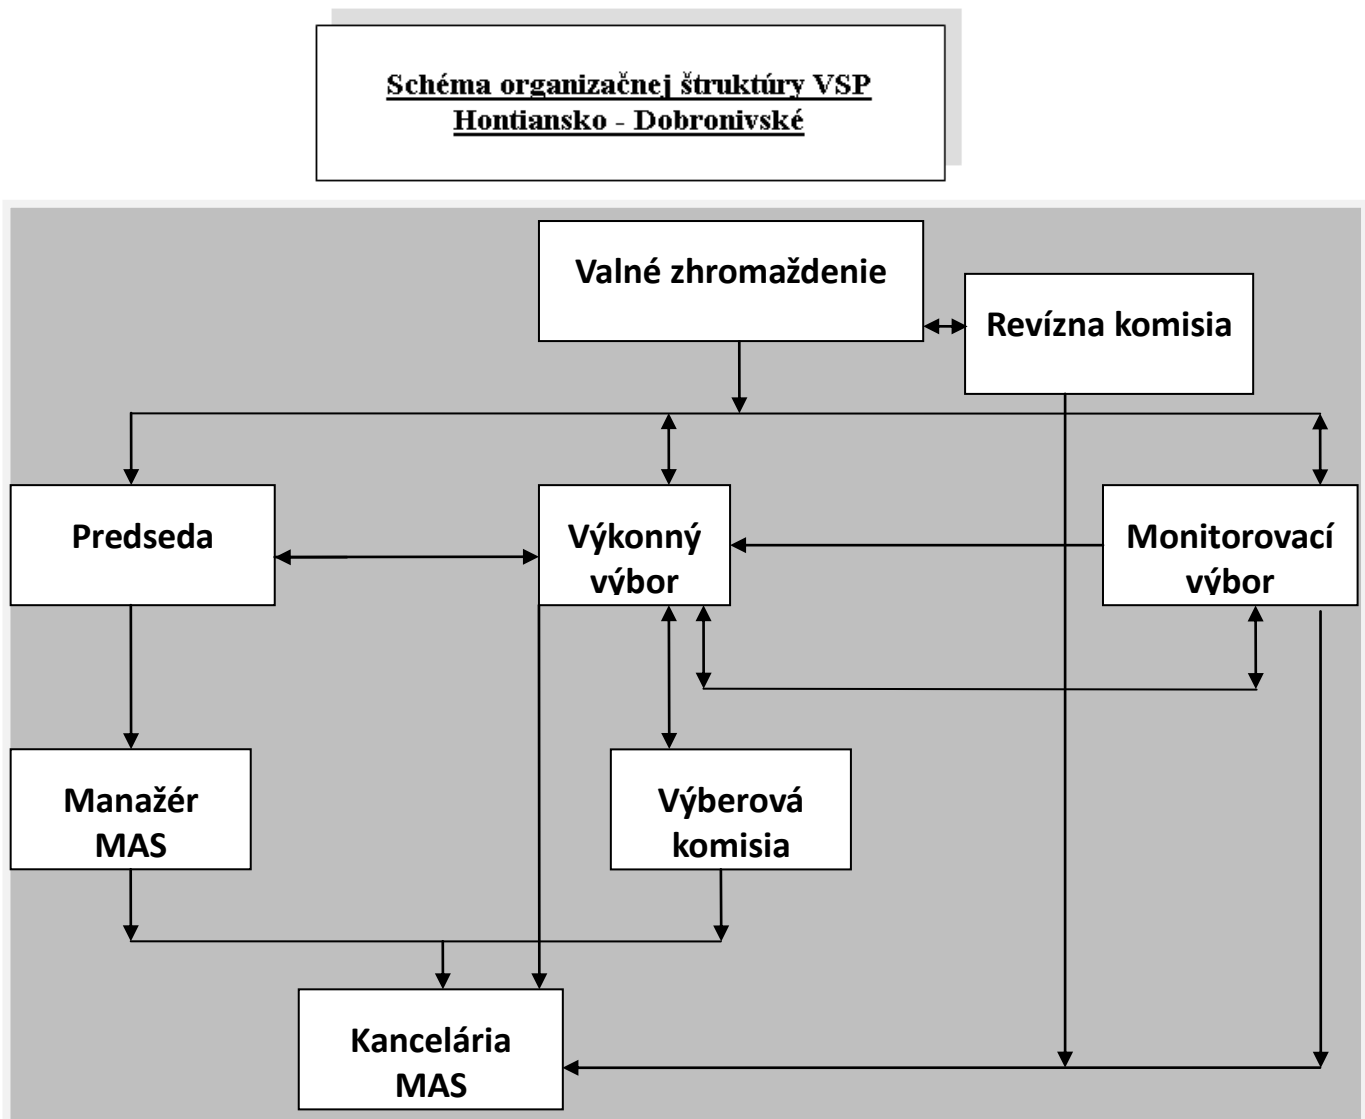 Schéma organizačnej štruktúry VSP
Hontiansko - Dobronivské
Valné zhromaždenie
Revízna komisia
Predseda
Výkonný
výbor
Monitorovací
výbor
Manažér
MAS
Výberová
komisia
Kancelária
MAS